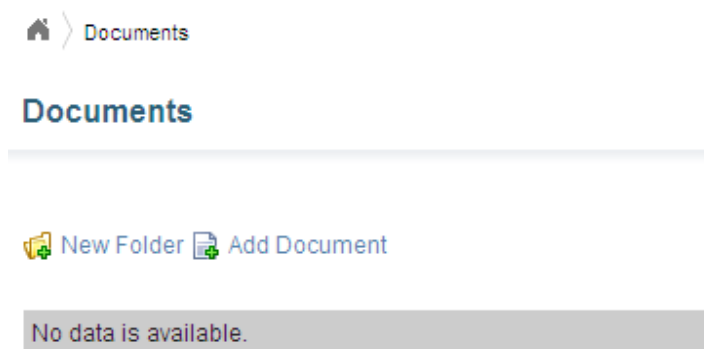 Documents
Documents
New Folder Add Document
No data is available.